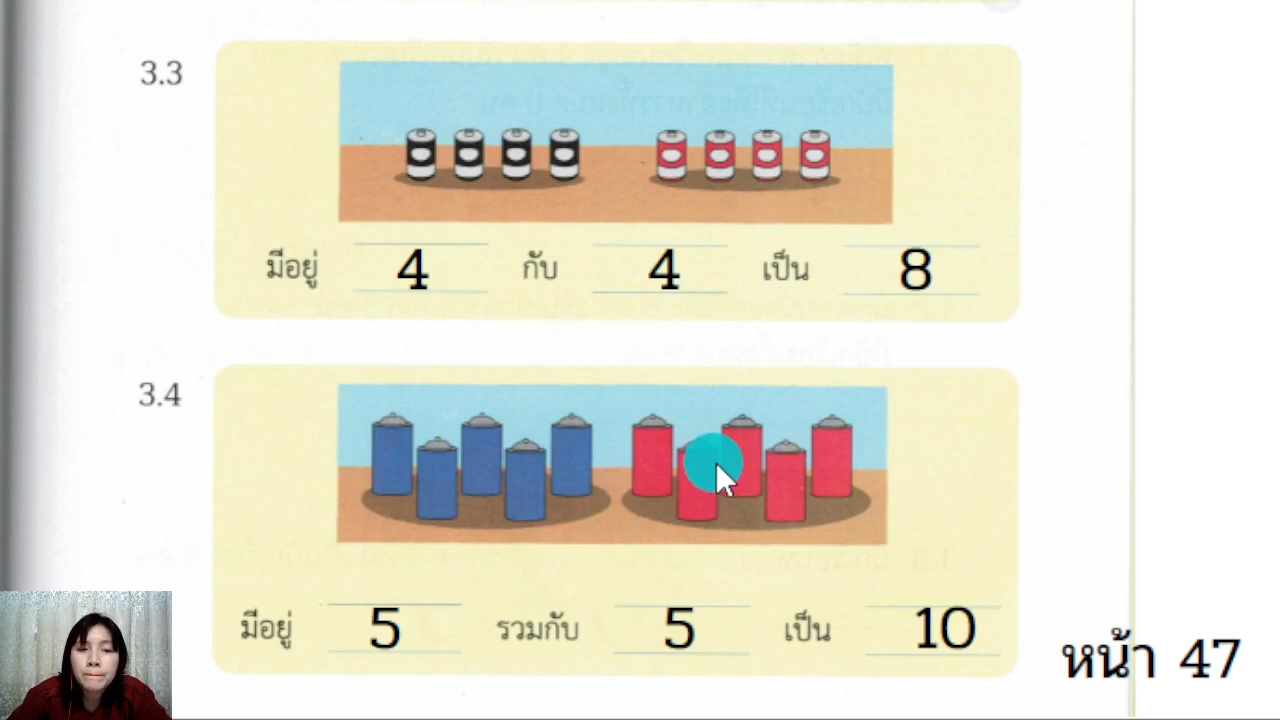 3.3
มีอยู่ 4 กับ 4 เป็น 8
3.4
มีอยู่ 5 รวมกับ 5 เป็น 10
หน้า 47